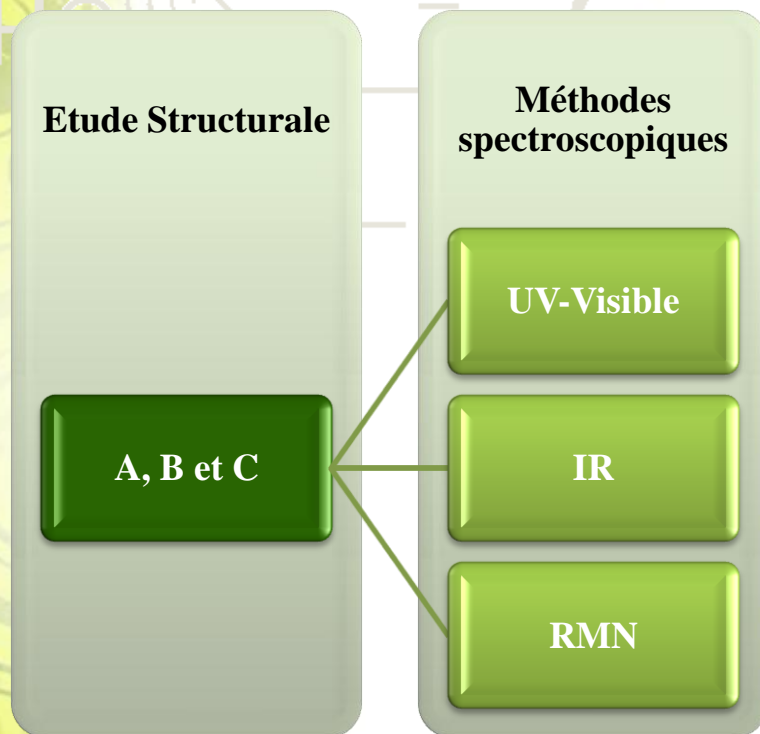 Etude Structurale
A, B et C
Méthodes
spectroscopiques
UV-Visible
IR
RMN